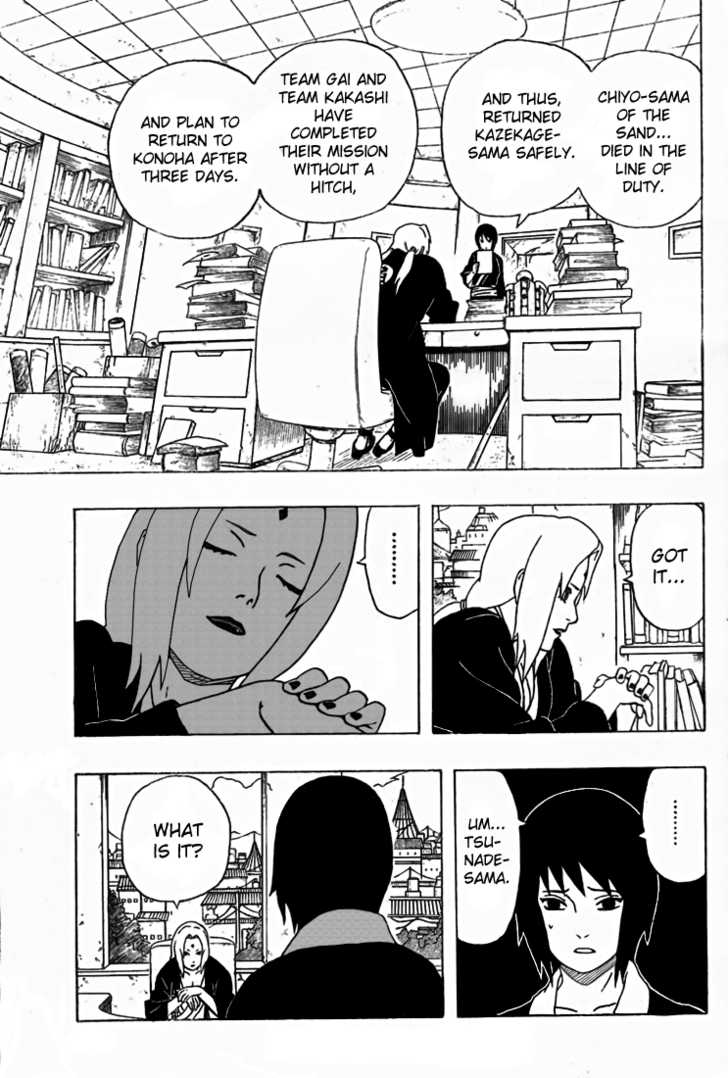 CHIYO-SAMA
OF THE
SAND...
DIED IN THE
LINE OF
DUTY.
AND THUS,
RETURNED
KAZEKAGE-
SAMA SAFELY.
TEAM GAI AND
TEAM KAKASHI
HAVE
COMPLETED
THEIR MISSION
WITHOUT A
HITCH,
AND PLAN TO
RETURN TO
KONOHA AFTER
THREE DAYS.
GOT
IT...
.........
.........
UM...
TSU-
NADE-
SAMA.
WHAT
IS IT?